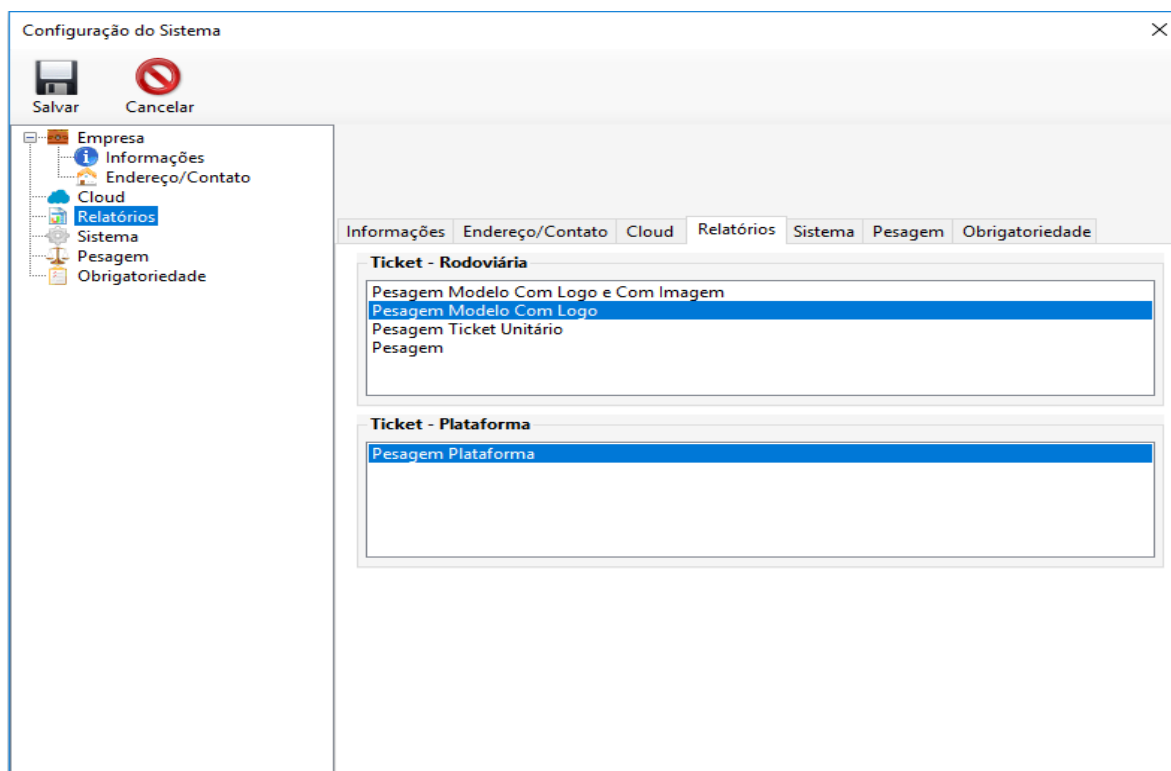 Configuração do Sistema
Salvar Cancelar
Empresa
Informações
Endereço/Contato
Cloud
Relatórios
Sistema
Pesagem
Obrigatoriedade
Informações Endereço/Contato Cloud Relatórios Sistema Pesagem Obrigatoriedade
Ticket - Rodoviária
Pesagem Modelo Com Logo e Com Imagem
Pesagem Modelo Com Logo
Pesagem Ticket Unitário
Pesagem
Ticket - Plataforma
Pesagem Plataforma